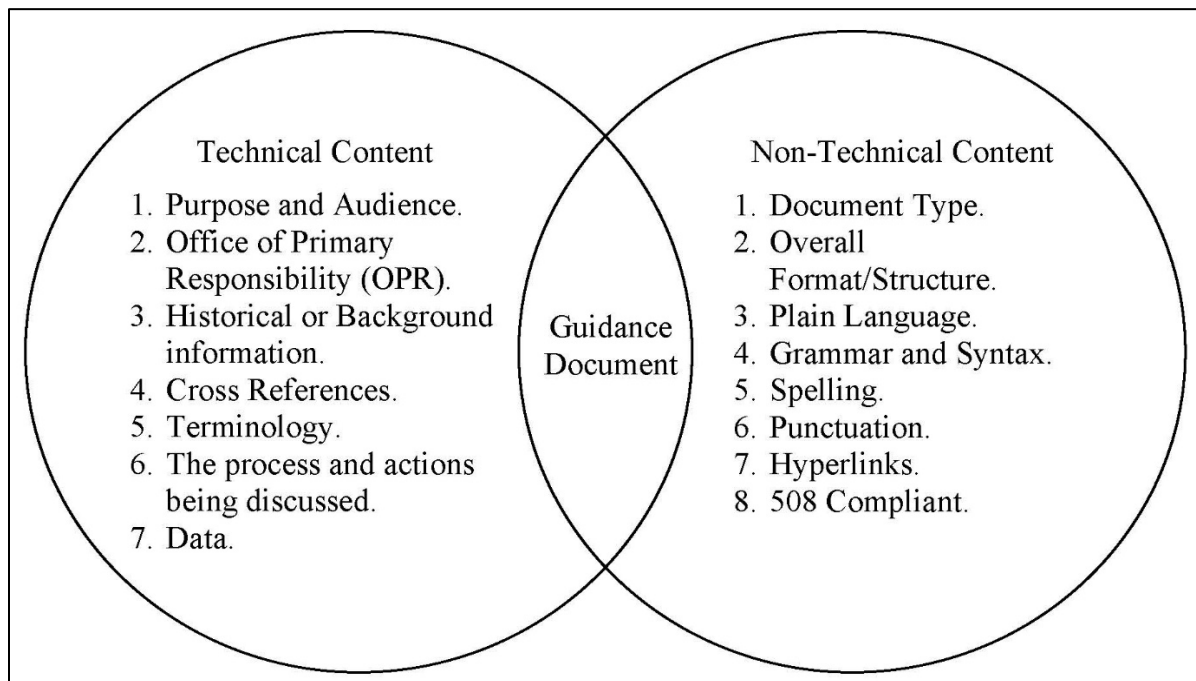 Technical Content
1. Purpose and Audience.
2. Office of Primary
Responsibility (OPR).
3. Historical or Background
information.
4. Cross References.
5. Terminology.
6. The process and actions
being discussed.
7. Data.
Guidance
Document
Non-Technical Content
1. Document Type.
2. Overall
Format/Structure.
3. Plain Language.
4. Grammar and Syntax.
5. Spelling.
6. Punctuation.
7. Hyperlinks.
8. 508 Compliant.